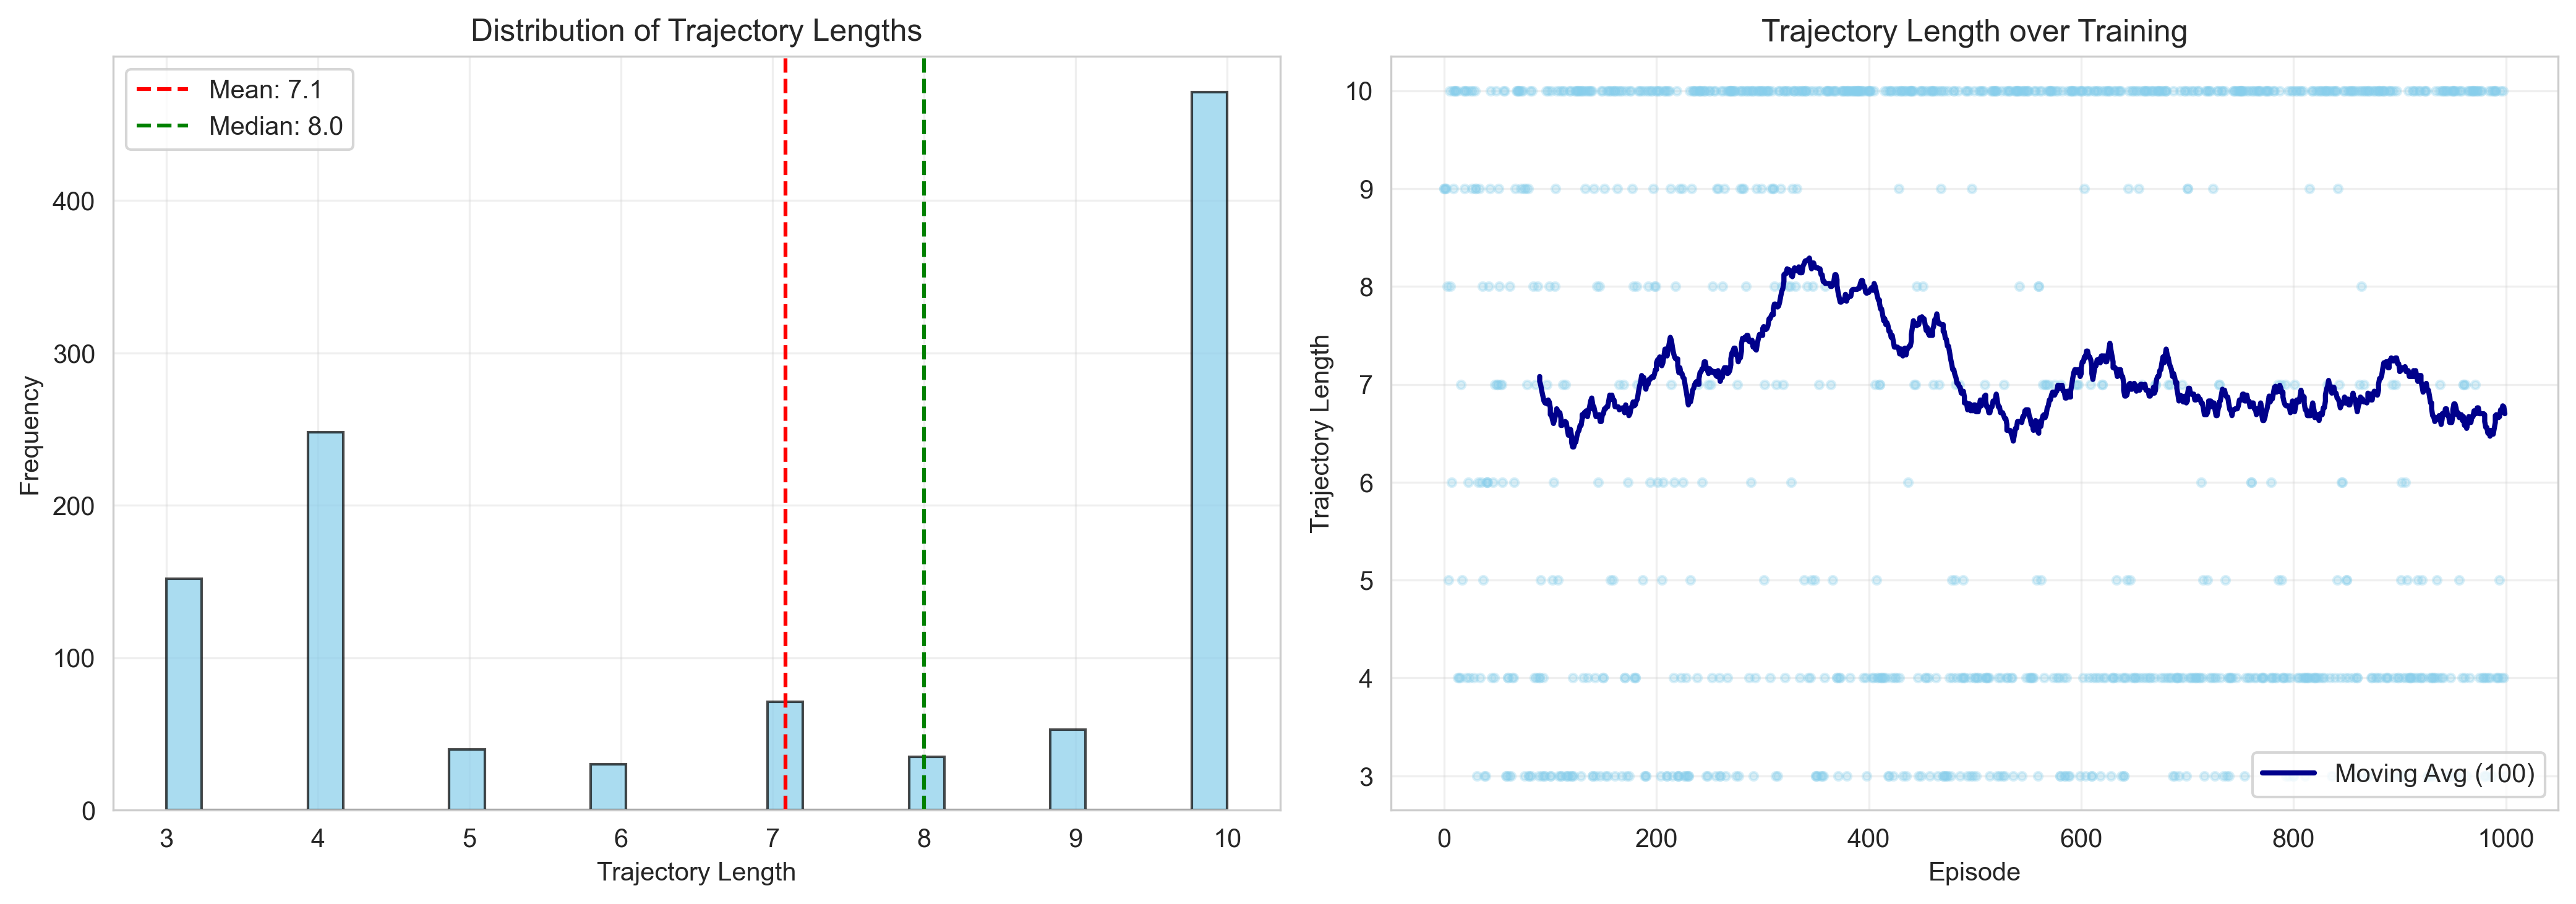 Distribution of Trajectory Lengths
Mean: 7.1
Median: 8.0
Frequency
400
300
200
100
0
3 4 5 6 7 8 9 10
Trajectory Length
Trajectory Length over Training
Trajectory Length
10
9
8
7
6
5
4
3
Moving Avg (100)
0 200 400 600 800 1000
Episode